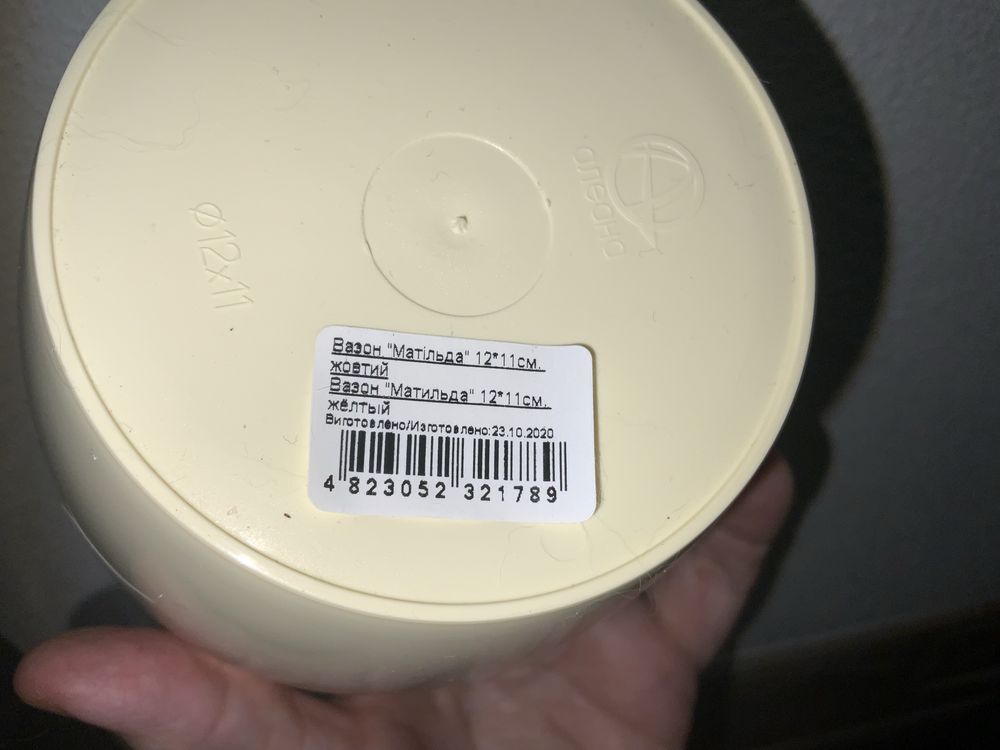 алеана
⌀12х11
Вазон "Матільда" 12*11см.
жовтий
Вазон "Матильда" 12*11см.
жёлтый
Виготовлено/Изготовлено:23.10.2020
4 823052 321789